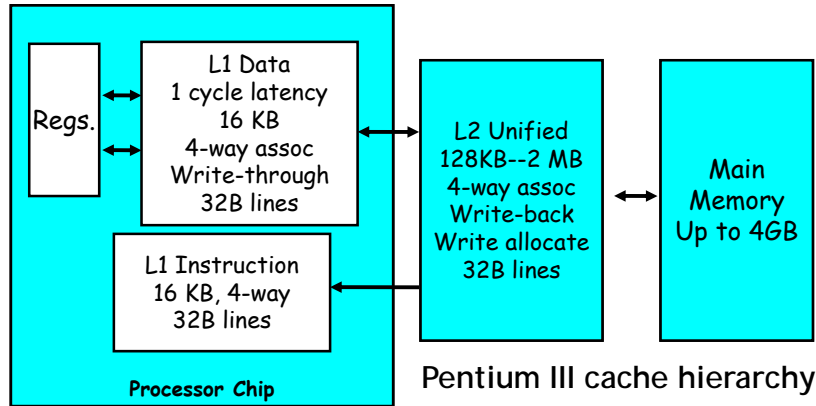 Regs.
L1 Data
1 cycle latency
16 KB
4-way assoc
Write-through
32B lines
L1 Instruction
16 KB, 4-way
32B lines
Processor Chip
L2 Unified
128KB--2 MB
4-way assoc
Write-back
Write allocate
32B lines
Main
Memory
Up to 4GB
Pentium III cache hierarchy